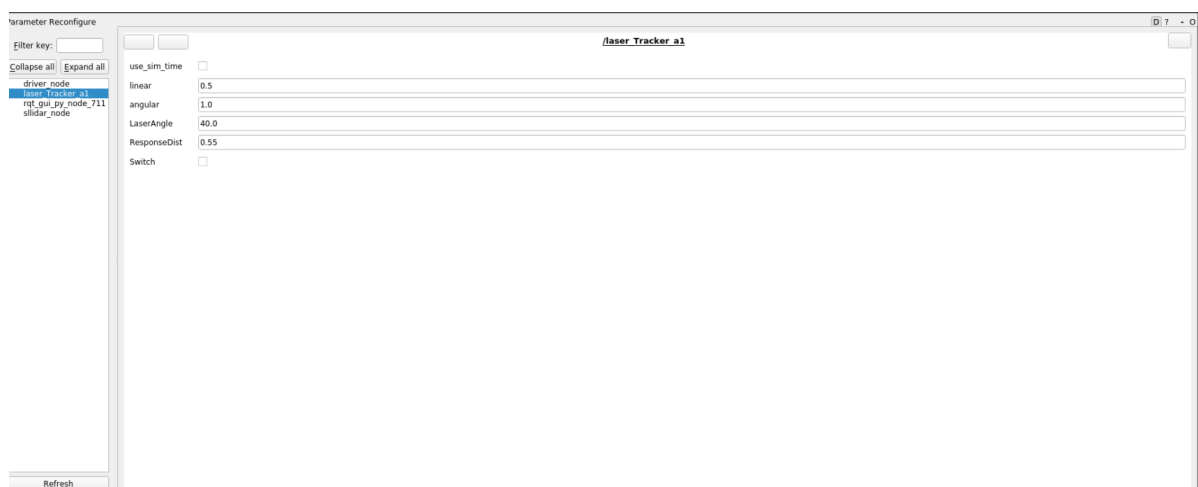 Parameter Reconfigure
D ? - O
Filter key:
Collapse all Expand all
driver_node
laser_Tracker_a1
rqt_gui_py_node_711
sllidar_node
Refresh
/laser_Tracker_a1
use_sim_time
linear 0.5
angular 1.0
LaserAngle 40.0
ResponseDist 0.55
Switch